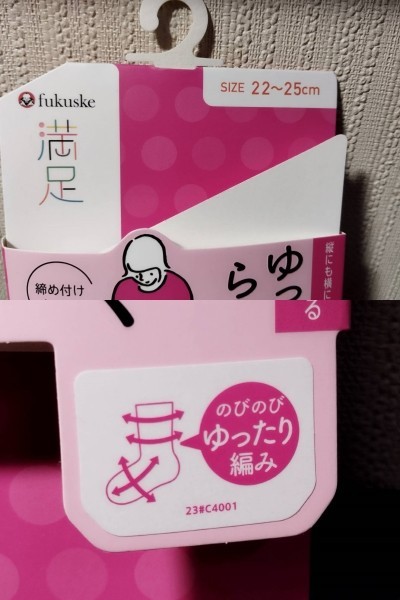 fukuske
満足
SIZE 22〜25cm
縦にも横に
ゆっ
ら
締め付け
る
のびのび
ゆったり
編み
23#C4001